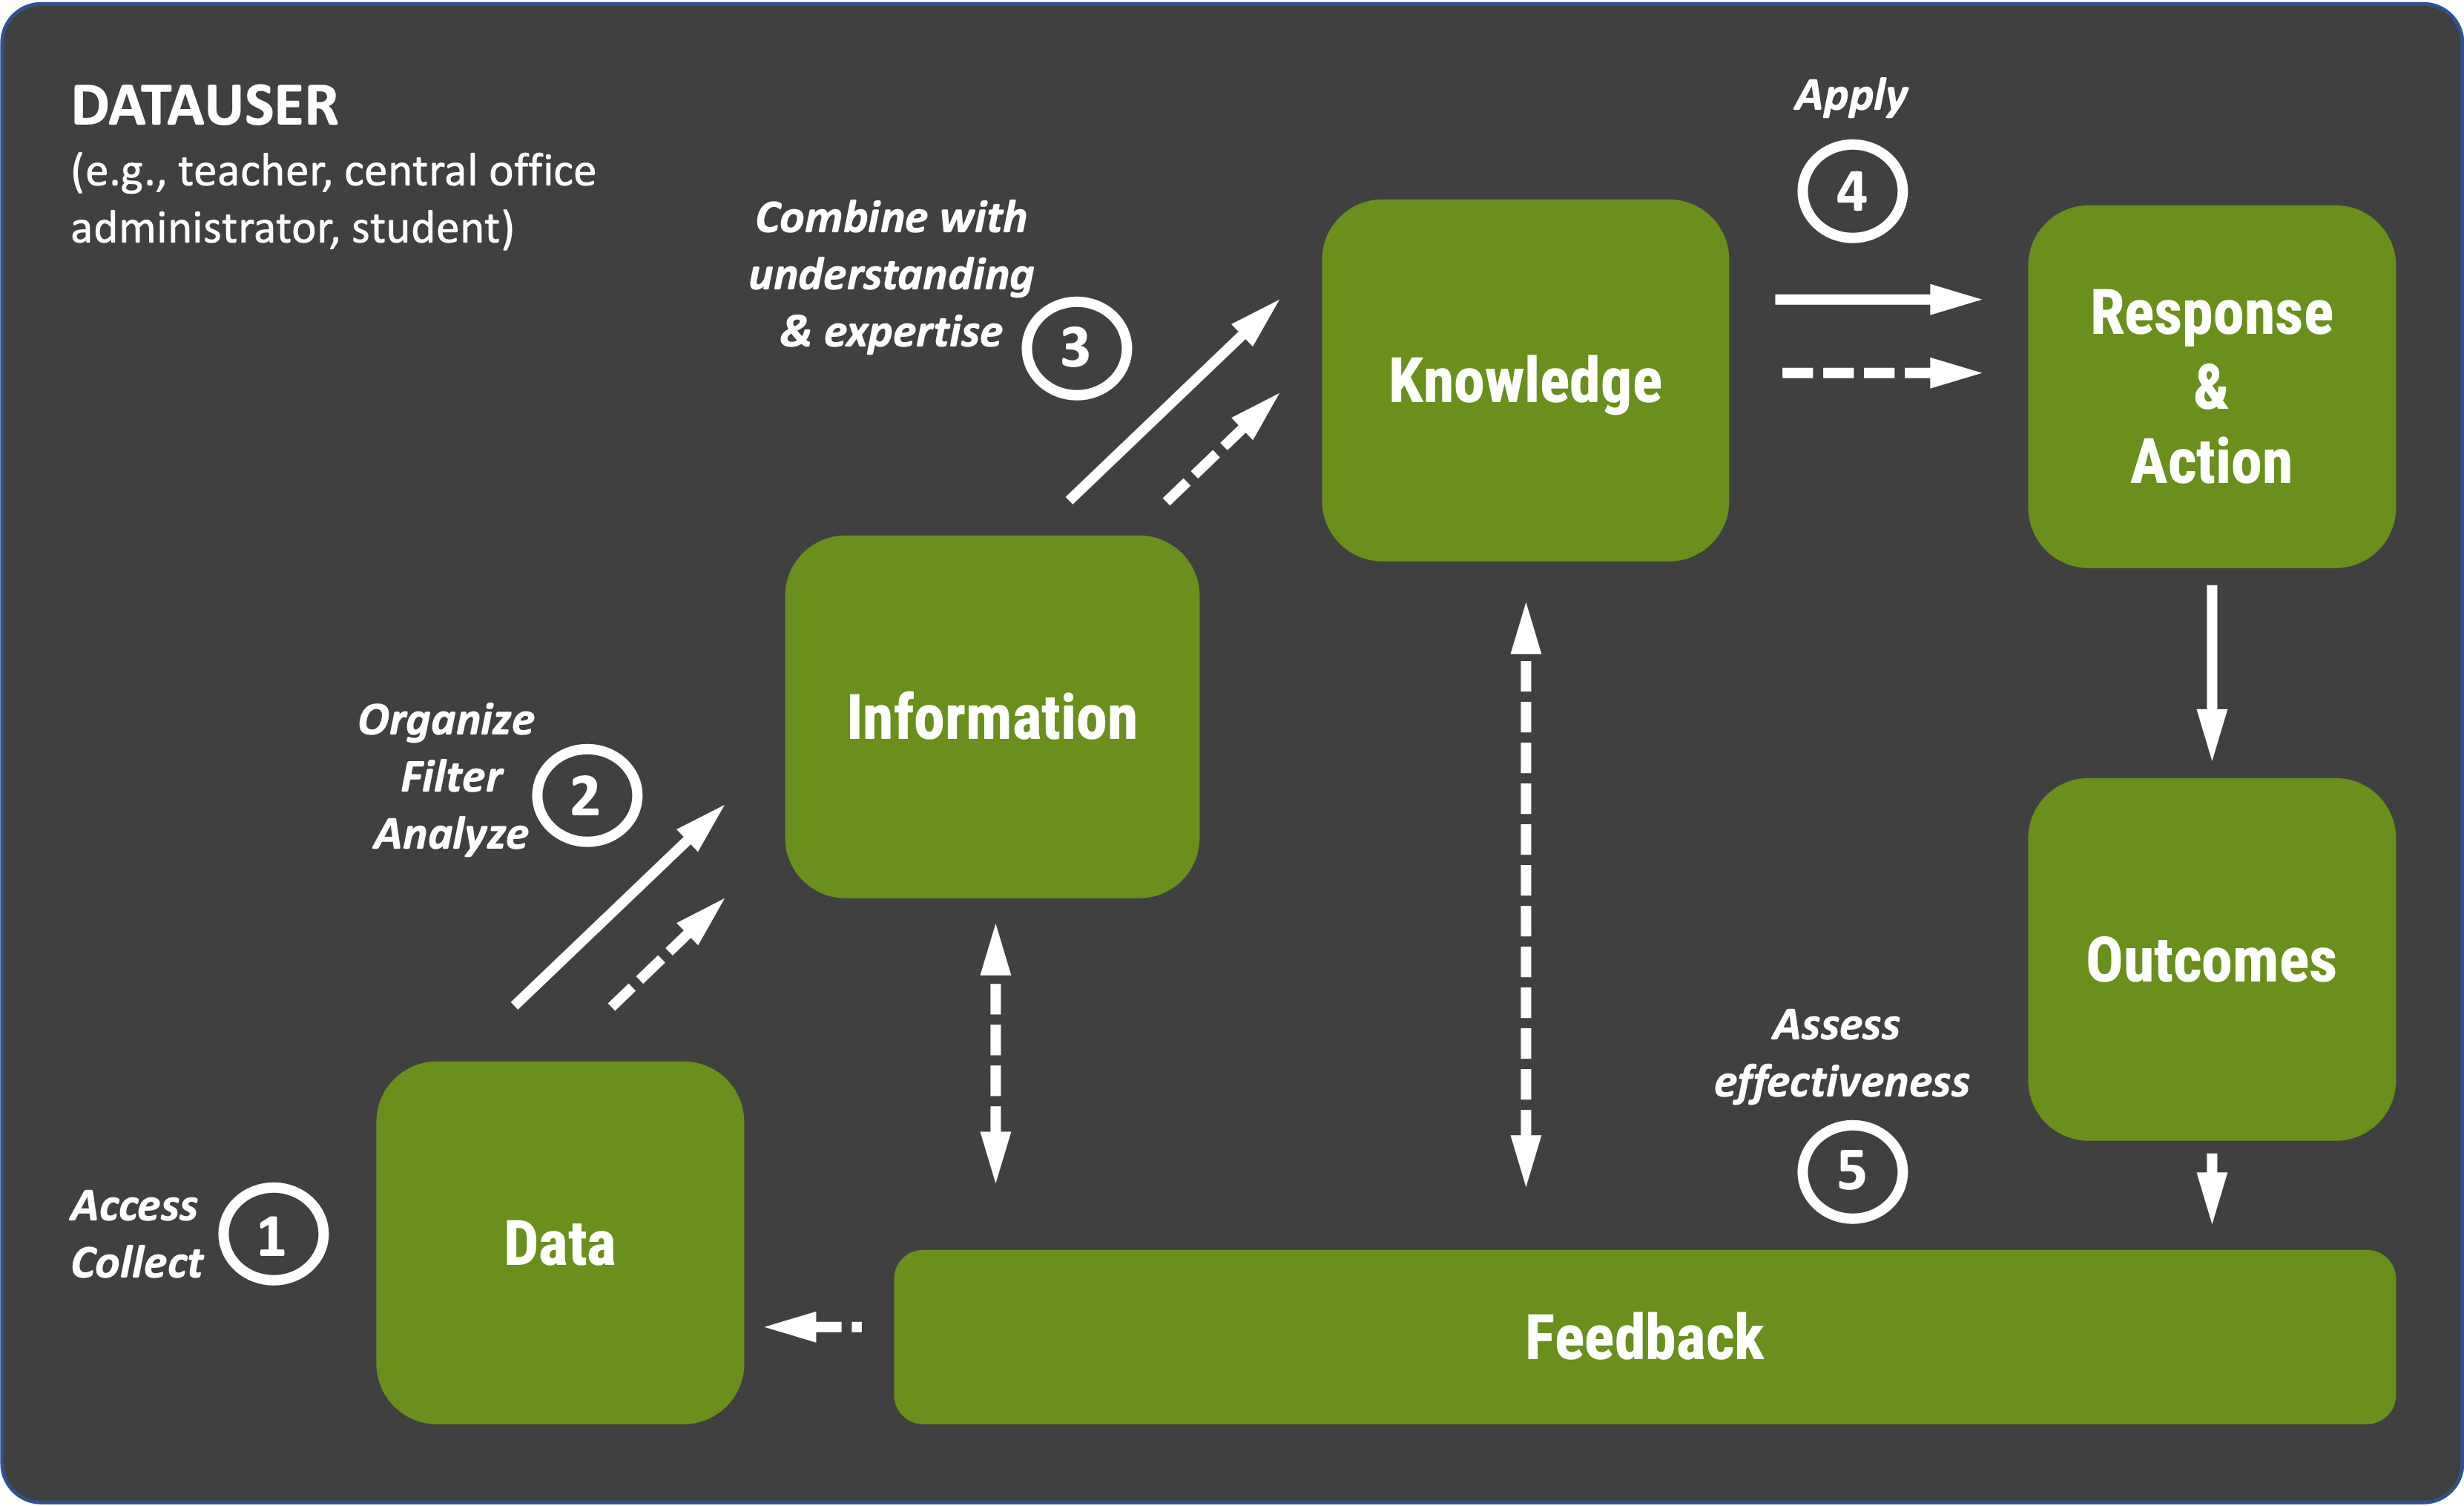 DATAUSER
(e.g., teacher, central office
administrator, student)
Apply
4
Combine with
understanding
& expertise
3
Knowledge
Response
&
Action
Organize
Filter
Analyze
2
Information
Outcomes
Assess
effectiveness
5
Access
Collect
1
Data
Feedback